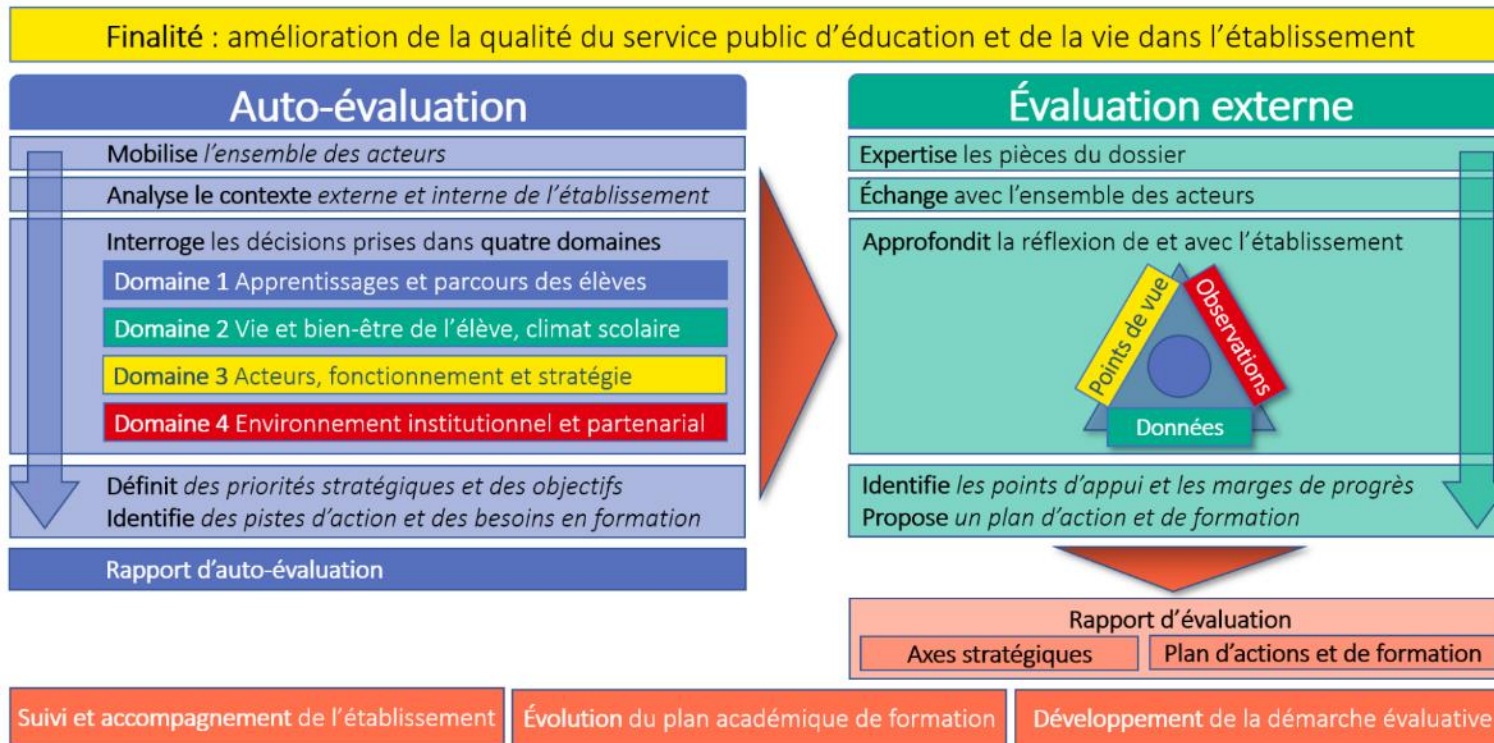 Finalité : amélioration de la qualité du service public d'éducation et de la vie dans l'établissement
Auto-évaluation
Mobilise l'ensemble des acteurs
Analyse le contexte externe et interne de l'établissement
Interroge les décisions prises dans quatre domaines
Domaine 1 Apprentissages et parcours des élèves
Domaine 2 Vie et bien-être de l'élève, climat scolaire
Domaine 3 Acteurs, fonctionnement et stratégie
Domaine 4 Environnement institutionnel et partenarial
Définit des priorités stratégiques et des objectifs
Identifie des pistes d'action et des besoins en formation
Rapport d'auto-évaluation
Évaluation externe
Expertise les pièces du dossier
Échange avec l'ensemble des acteurs
Approfondit la réflexion de et avec l'établissement
Points de vue
Observations
Données
Identifie les points d'appui et les marges de progrès
Propose un plan d'action et de formation
Rapport d'évaluation
Axes stratégiques
Plan d'actions et de formation
Suivi et accompagnement de l'établissement
Évolution du plan académique de formation
Développement de la démarche évaluative